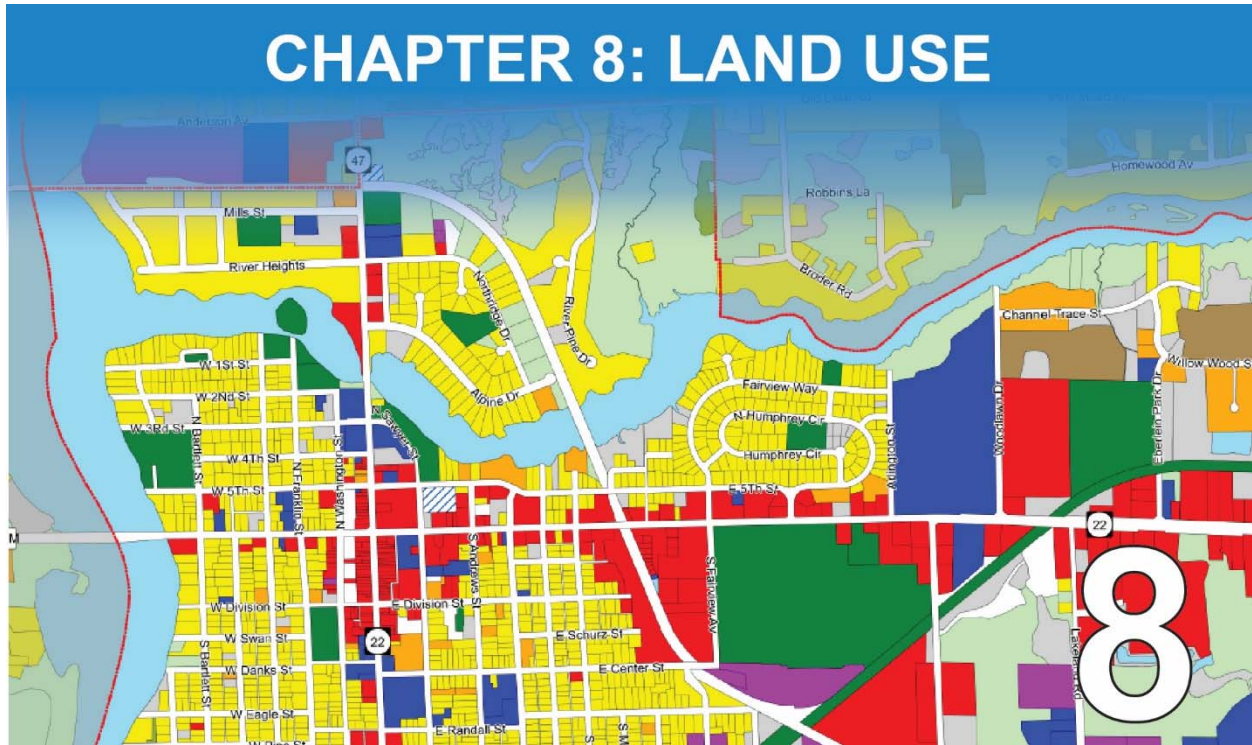 CHAPTER 8: LAND USE
Anderson Av
47
Homewood Av
Robbins La
Mills St
River Heights
Broder Rd
Northridge Dr
River Pine Dr
Channel Trace St
W 1St St
Willow Wood S
Alpine Dr
Fairview Way
W 2Nd St
N Sawyer St
N Humphrey Cir
Woodlawn Dr
Eberlein Park Dr
W 3Rd St
N Bartlett St
N Washington St
W 4Th St
N Franklin St
Humphrey Cir
Arlington St
W 5Th St
E 5Th St
22
M
S Andrews St
S Fairview Av
8
W Division St
E Division St
W Swan St
22
E Schurz St
S Bartlett St
W Danks St
E Center St
Lakeland Rd
W Eagle St
E Randall St